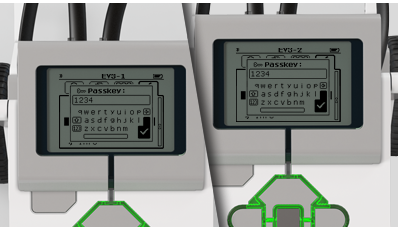 EV3-1
Passkey:
1234
qwertyuiop
asdfghjkl
zxcvbnm
EV3-2
Passkey:
1234
qwertyuiop
asdfghjkl
zxcvbnm